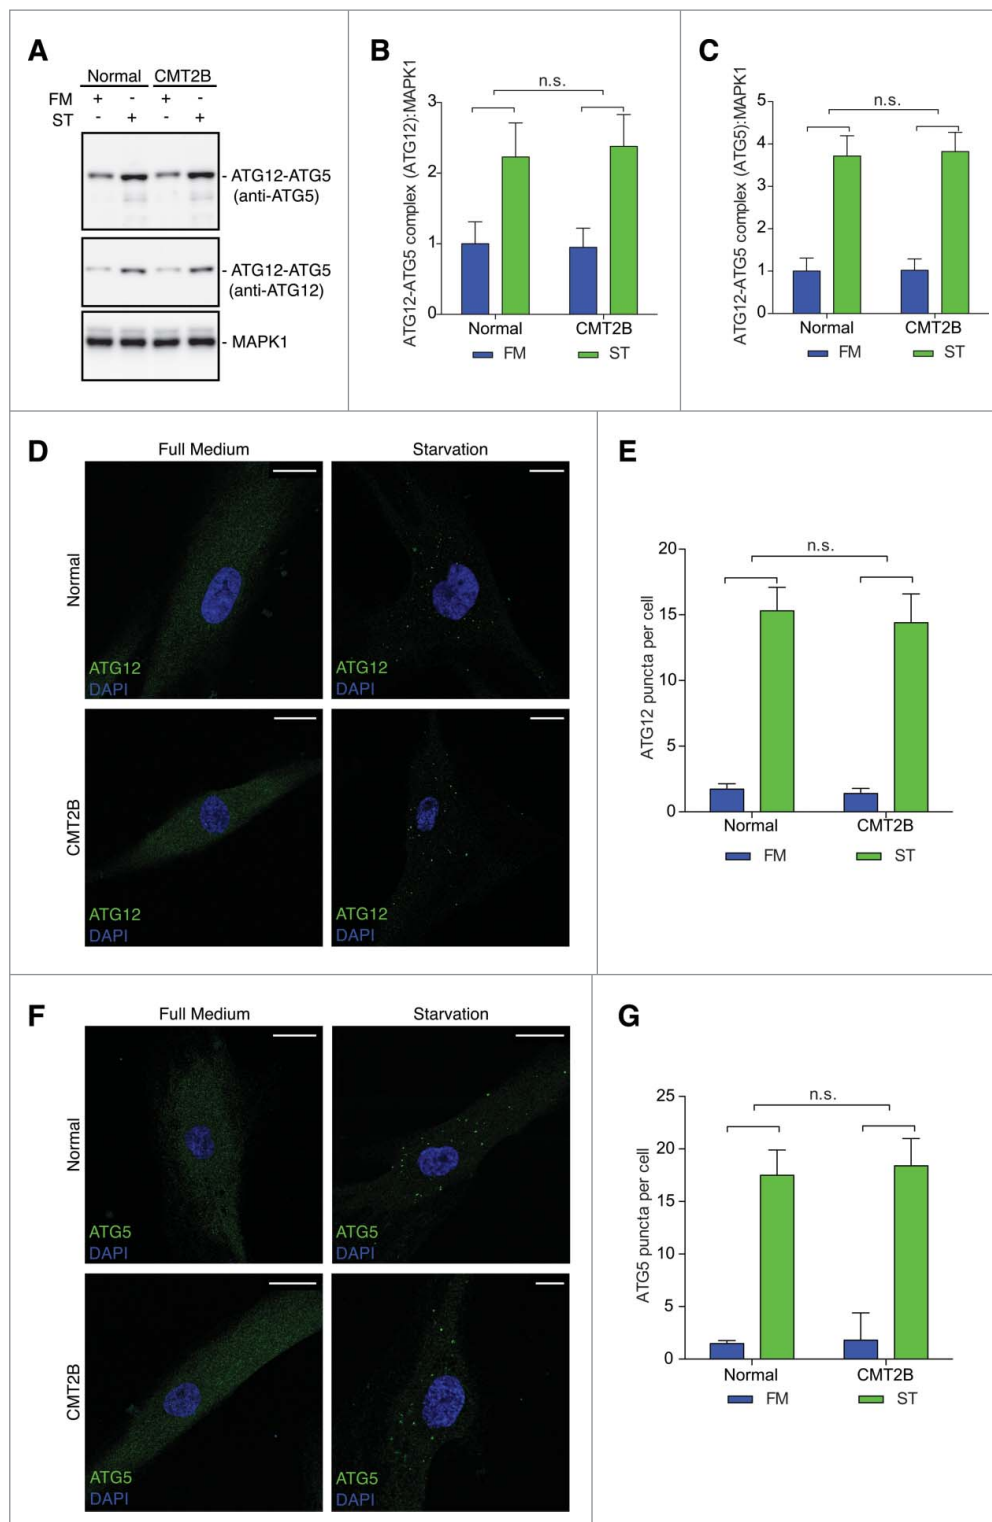 A
Normal CMT2B
FM + - + -
ST - + - +
- ATG12-ATG5
(anti-ATG5)
- ATG12-ATG5
(anti-ATG12)
- MAPK1
B
ATG12-ATG5 complex (ATG12):MAPK1
n.s.
3
2
1
0
Normal CMT2B
FM ST
C
ATG12-ATG5 complex (ATG5):MAPK1
n.s.
5
4
3
2
1
0
Normal CMT2B
FM ST
D
Full Medium Starvation
Normal
ATG12
DAPI
ATG12
DAPI
CMT2B
ATG12
DAPI
ATG12
DAPI
E
ATG12 puncta per cell
n.s.
20
15
10
5
0
Normal CMT2B
FM ST
F
Full Medium Starvation
Normal
ATG5
DAPI
ATG5
DAPI
CMT2B
ATG5
DAPI
ATG5
DAPI
G
ATG5 puncta per cell
n.s.
25
20
15
10
5
0
Normal CMT2B
FM ST